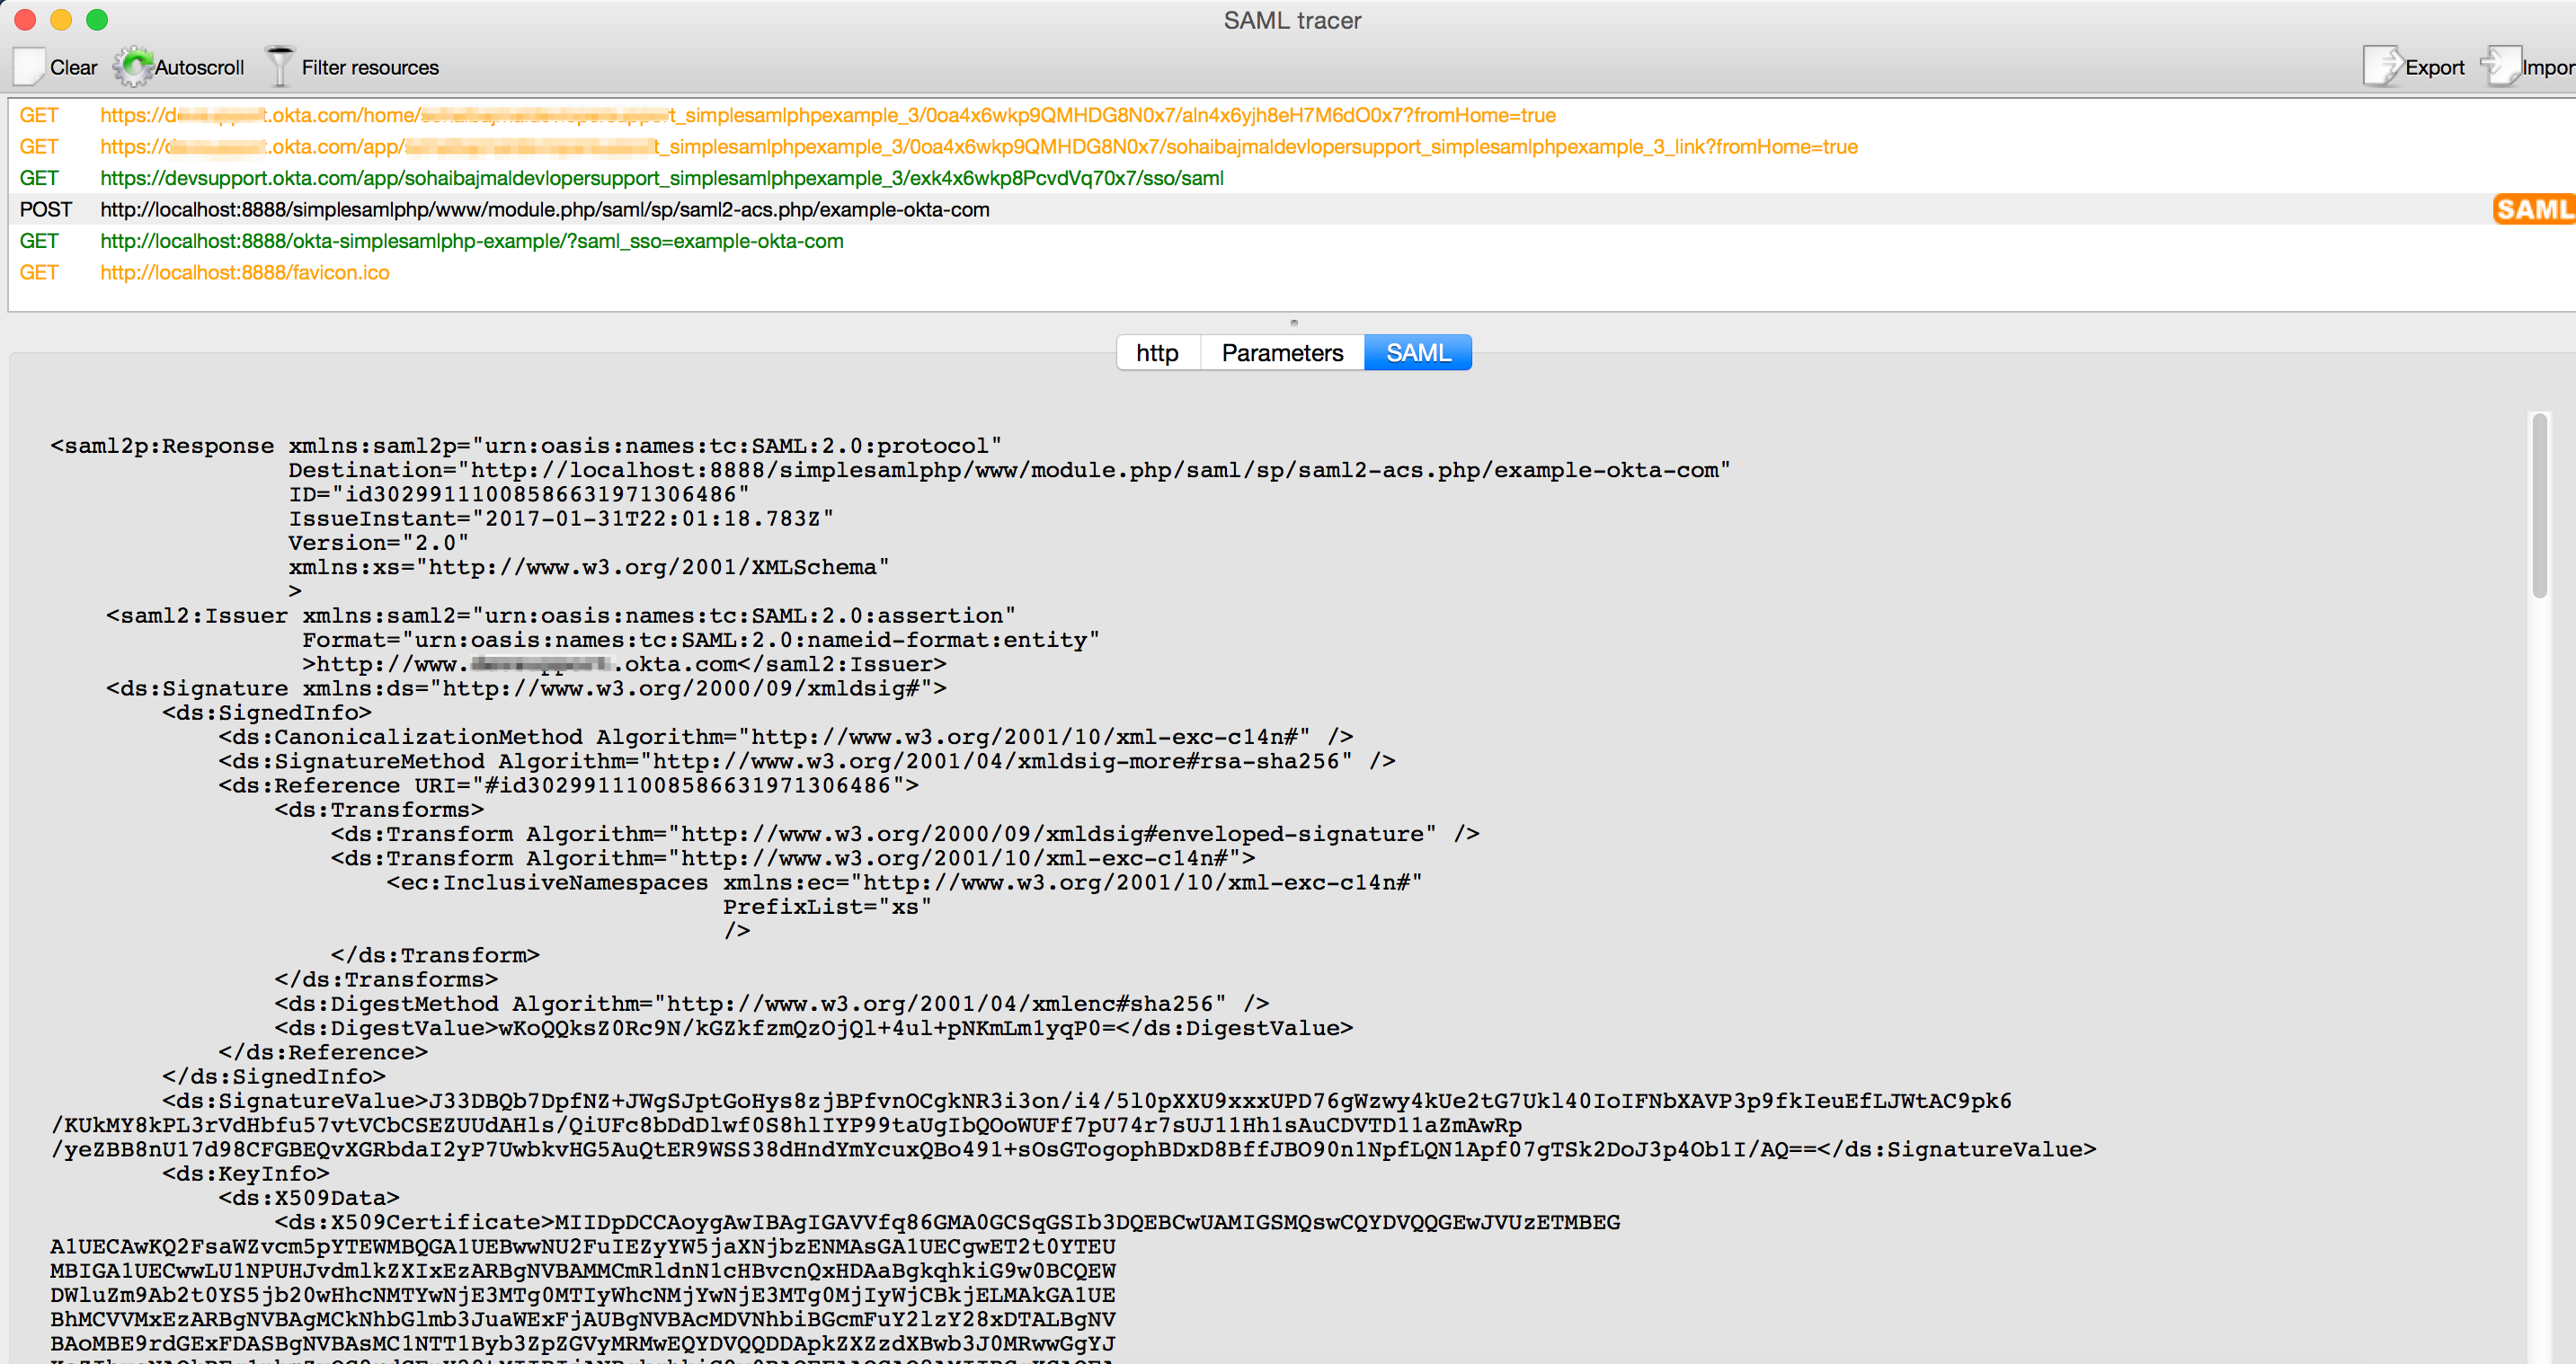 SAML tracer
Clear Autoscroll Filter resources Export Impor
GET https://d t.okta.com/home/ t_simplesamlphpexample_3/0oa4x6wkp9QMHDG8N0x7/aln4x6yjh8eH7M6dO0x7?fromHome=true
GET https:// .okta.com/app/ t_simplesamlphpexample_3/0oa4x6wkp9QMHDG8N0x7/sohaibajmaldevlopersupport_simplesamlphpexample_3_link?fromHome=true
GET https://devsupport.okta.com/app/sohaibajmaldevlopersupport_simplesamlphpexample_3/exk4x6wkp8PcvdVq70x7/sso/saml
POST http://localhost:8888/simplesamlphp/www/module.php/saml/sp/saml2-acs.php/example-okta-com SAML
GET http://localhost:8888/okta-simplesamlphp-example/?saml_sso=example-okta-com
GET http://localhost:8888/favicon.ico
http Parameters SAML
<saml2p:Response xmlns:saml2p="urn:oasis:names:tc:SAML:2.0:protocol"
Destination="http://localhost:8888/simplesamlphp/www/module.php/saml/sp/saml2-acs.php/example-okta-com"
ID="id30299111008586631971306486"
IssueInstant="2017-01-31T22:01:18.783Z"
Version="2.0"
xmlns:xs="http://www.w3.org/2001/XMLSchema"
>
<saml2:Issuer xmlns:saml2="urn:oasis:names:tc:SAML:2.0:assertion"
Format="urn:oasis:names:tc:SAML:2.0:nameid-format:entity"
>http://www. .okta.com</saml2:Issuer>
<ds:Signature xmlns:ds="http://www.w3.org/2000/09/xmldsig#">
<ds:SignedInfo>
<ds:CanonicalizationMethod Algorithm="http://www.w3.org/2001/10/xml-exc-c14n#" />
<ds:SignatureMethod Algorithm="http://www.w3.org/2001/04/xmldsig-more#rsa-sha256" />
<ds:Reference URI="#id30299111008586631971306486">
<ds:Transforms>
<ds:Transform Algorithm="http://www.w3.org/2000/09/xmldsig#enveloped-signature" />
<ds:Transform Algorithm="http://www.w3.org/2001/10/xml-exc-c14n#">
<ec:InclusiveNamespaces xmlns:ec="http://www.w3.org/2001/10/xml-exc-c14n#"
PrefixList="xs"
/>
</ds:Transform>
</ds:Transforms>
<ds:DigestMethod Algorithm="http://www.w3.org/2001/04/xmlenc#sha256" />
<ds:DigestValue>wKoQQksZ0Rc9N/kGZkfzmQzOjQl+4ul+pNKmLm1yqP0=</ds:DigestValue>
</ds:Reference>
</ds:SignedInfo>
<ds:SignatureValue>J33DBQb7DpfNZ+JWgSJptGoHys8zjBPfvnOCgkNR3i3on/i4/5l0pXXU9xxxUPD76gWzwy4kUe2tG7Ukl40IoIFNbXAVP3p9fkIeuEfLJWtAC9pk6
/KUkMY8kPL3rVdHbfu57vtVCbCSEZUUdAHls/QiUFc8bDdDlwf0S8hlIYP99taUgIbQOoWUFf7pU74r7sUJ11Hh1sAuCDVTD11aZmAwRp
/yeZBB8nU17d98CFGBEQvXGRbdaI2yP7UwbkvHG5AuQtER9WSS38dHndYmYcuxQBo491+sOsGTogophBDxD8BffJBO90n1NpfLQN1Apf07gTSk2DoJ3p4Ob1I/AQ==</ds:SignatureValue>
<ds:KeyInfo>
<ds:X509Data>
<ds:X509Certificate>MIIDpDCCAoygAwIBAgIGAVVfq86GMA0GCSqGSIb3DQEBCwUAMIGSMQswCQYDVQQGEwJVUzETMBEG
A1UECAwKQ2FsaWZvcm5pYTEWMBQGA1UEBwwNU2FuIEZyYW5jaXNjbzENMAsGA1UECgwET2t0YTEU
MBIGA1UECwwLU1NPUHJvdmlkZXIxEzARBgNVBAMMCmRldnN1cHBvcnQxHDAaBgkqhkiG9w0BCQEW
DWluZm9Ab2t0YS5jb20wHhcNMTYwNjE3MTg0MTIyWhcNMjYwNjE3MTg0MjIyWjCBkjELMAkGA1UE
BhMCVVMxEzARBgNVBAgMCkNhbGlmb3JuaWExFjAUBgNVBAcMDVNhbiBGcmFuY2lzY28xDTALBgNV
BAoMBE9rdGExFDASBgNVBAsMC1NTT1Byb3ZpZGVyMRMwEQYDVQQDDApkZXZzdXBwb3J0MRwwGgYJ